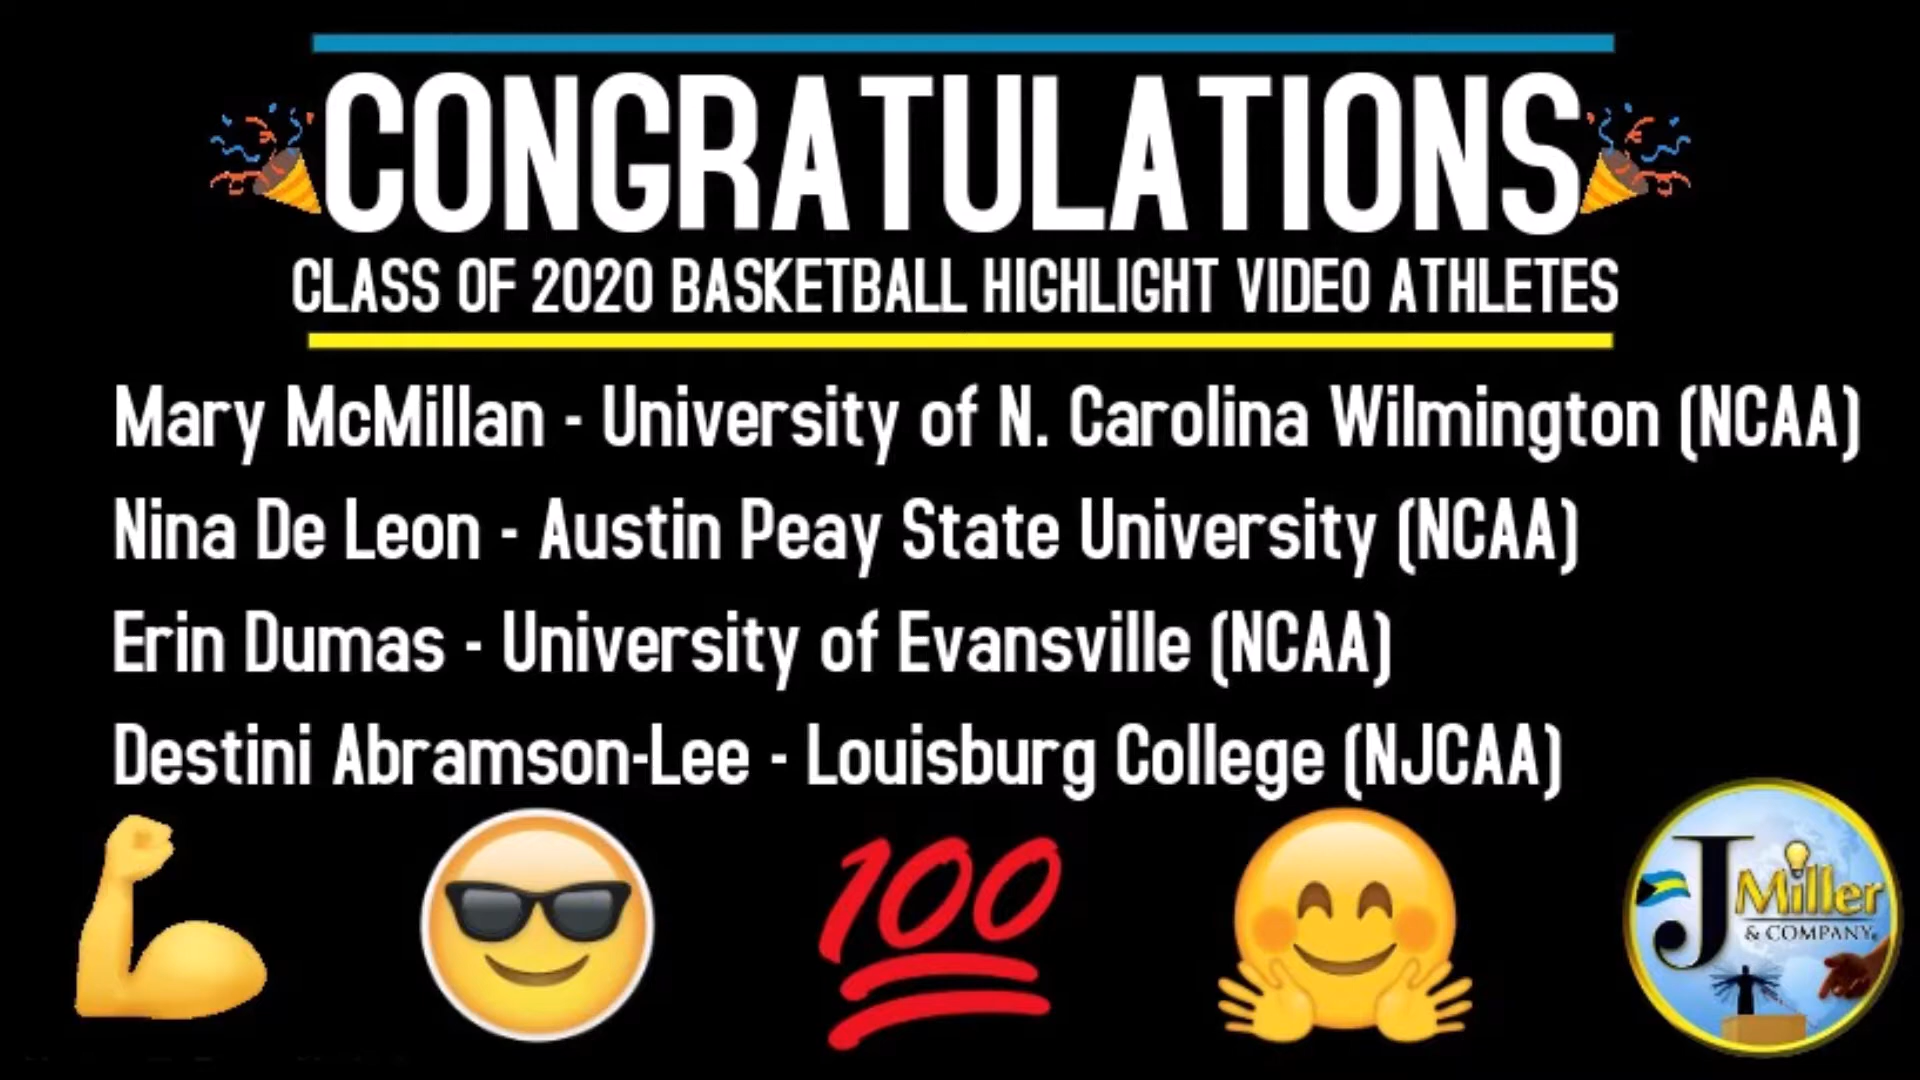 CONGRATULATIONS
CLASS OF 2020 BASKETBALL HIGHLIGHT VIDEO ATHLETES
Mary McMillan - University of N. Carolina Wilmington (NCAA)
Nina De Leon - Austin Peay State University (NCAA)
Erin Dumas - University of Evansville (NCAA)
Destini Abramson-Lee - Louisburg College (NJCAA)
100
J Miller
& COMPANY